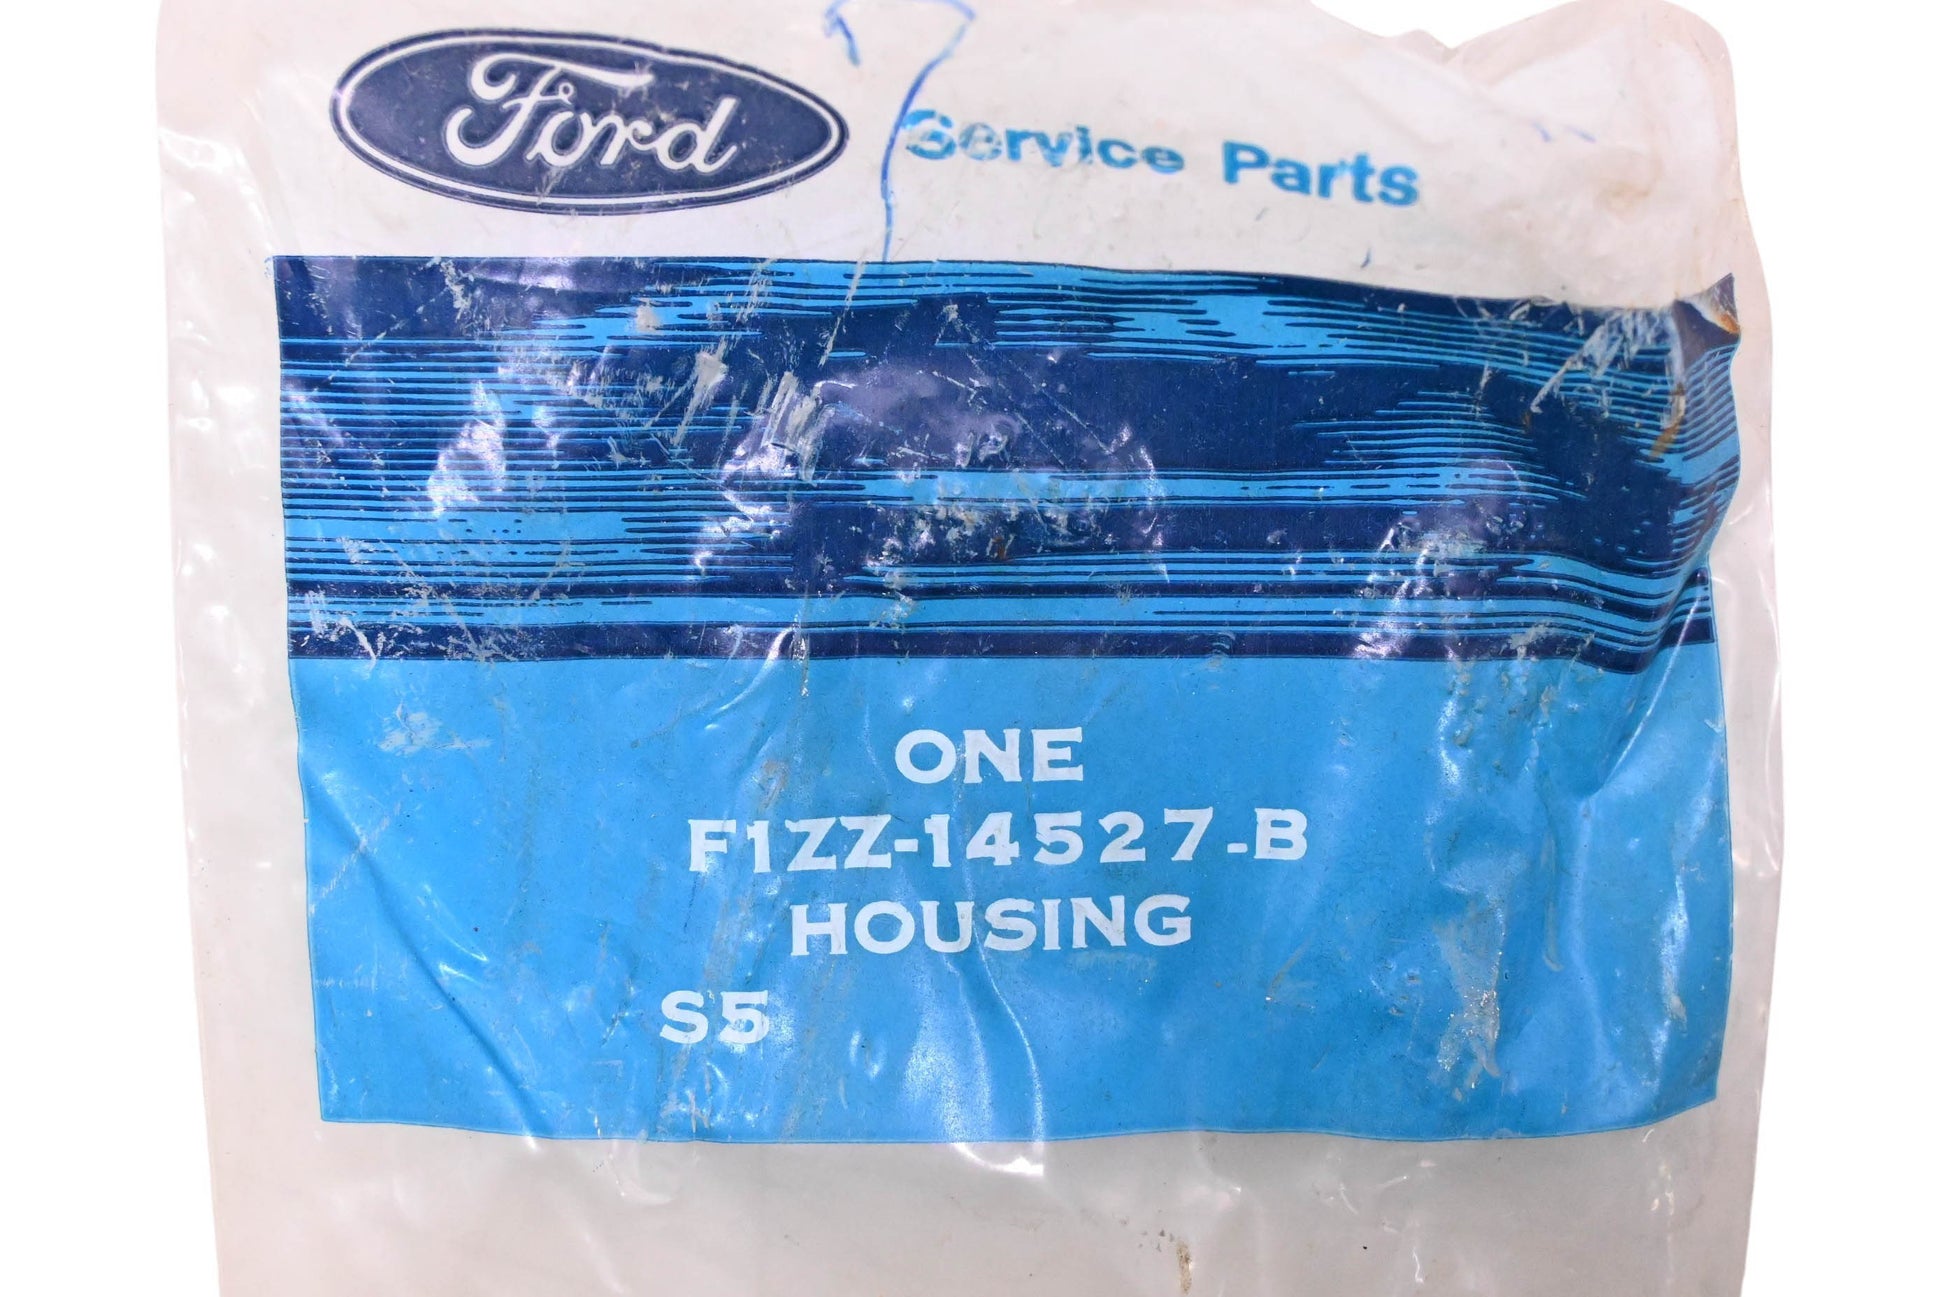 Ford Service Parts
ONE
F1ZZ-14527-B
HOUSING
S5